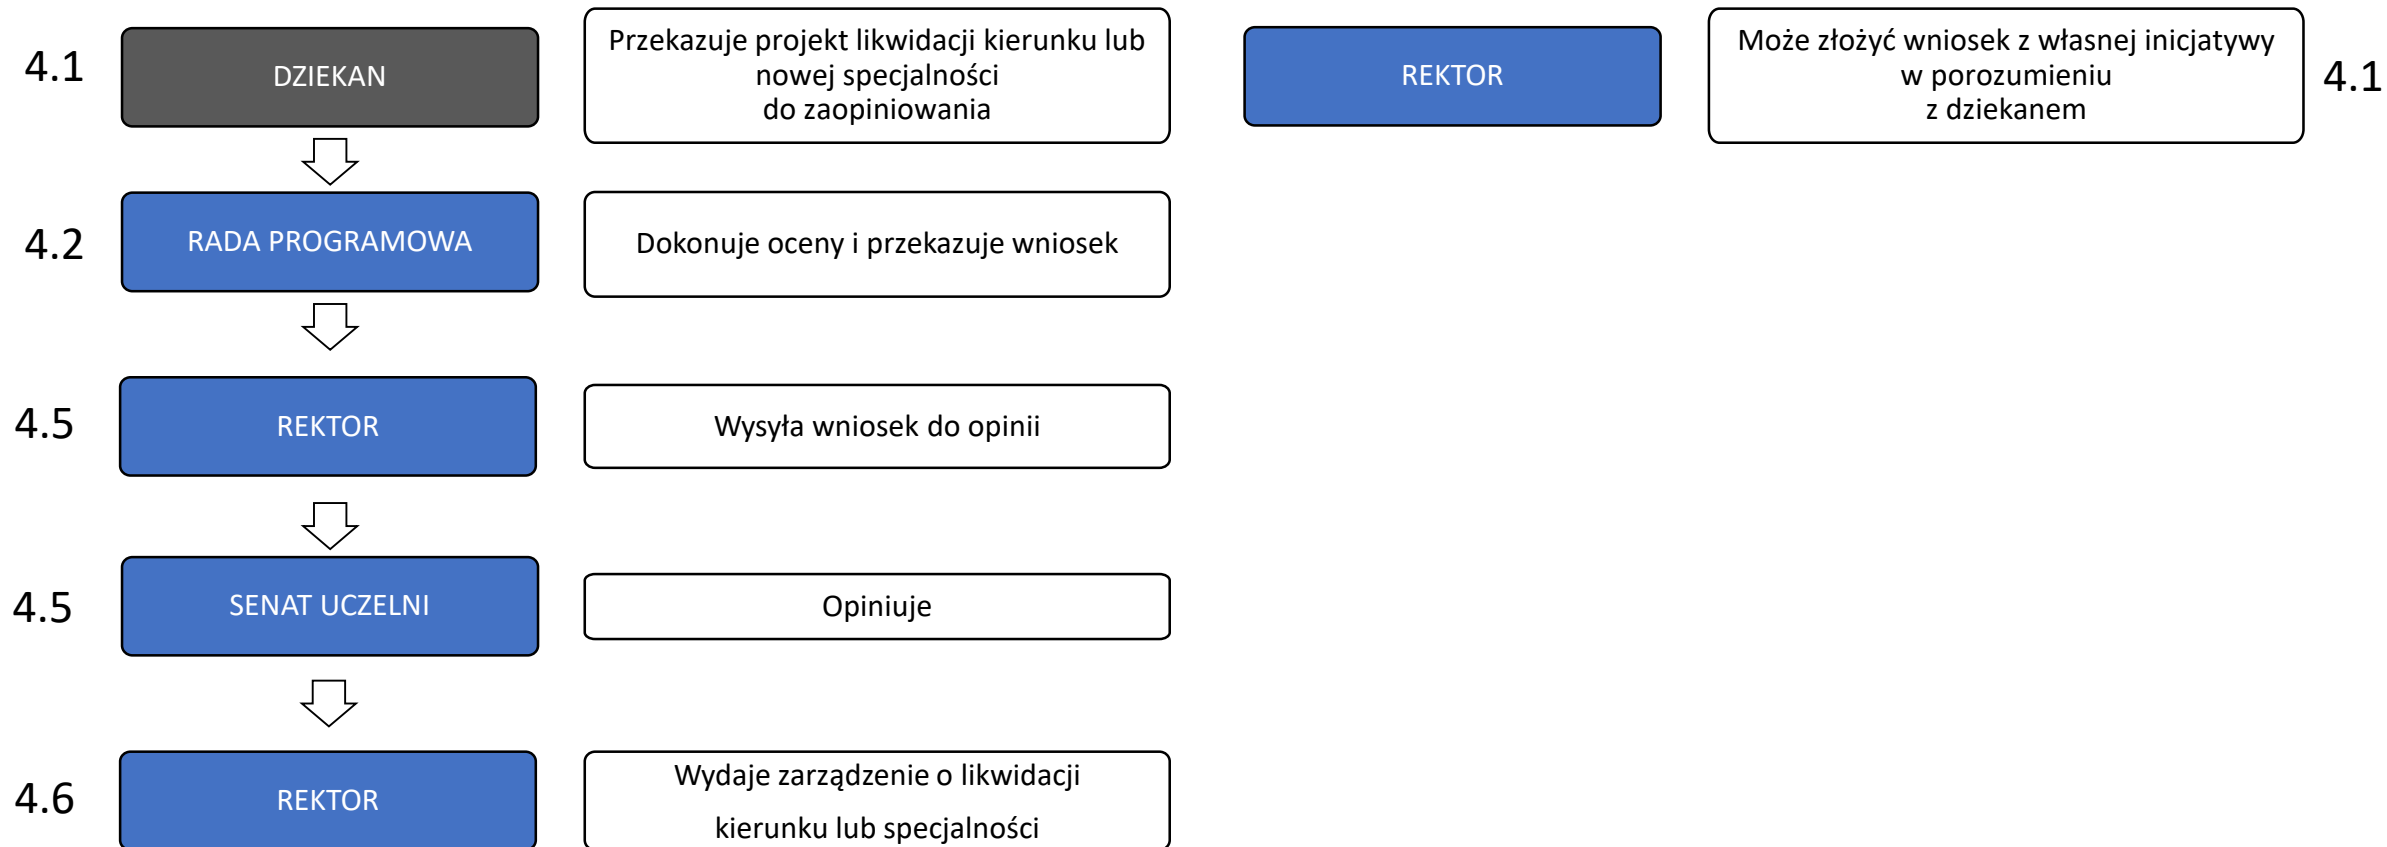 4.1
DZIEKAN
Przekazuje projekt likwidacji kierunku lub
nowej specjalności
do zaopiniowania
REKTOR
Może złożyć wniosek z własnej inicjatywy
w porozumieniu
z dziekanem
4.1
4.2
RADA PROGRAMOWA
Dokonuje oceny i przekazuje wniosek
4.5
REKTOR
Wysyła wniosek do opinii
4.5
SENAT UCZELNI
Opiniuje
4.6
REKTOR
Wydaje zarządzenie o likwidacji
kierunku lub specjalności